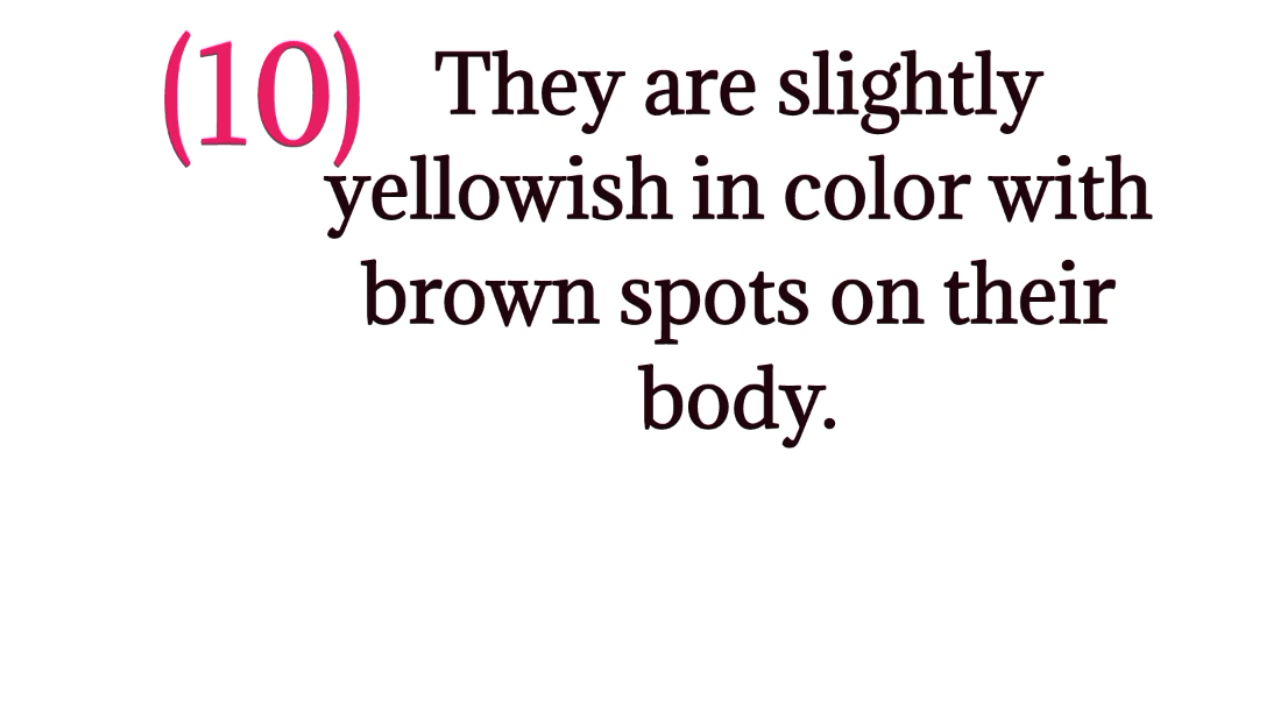 (10) They are slightly
yellowish in color with
brown spots on their
body.